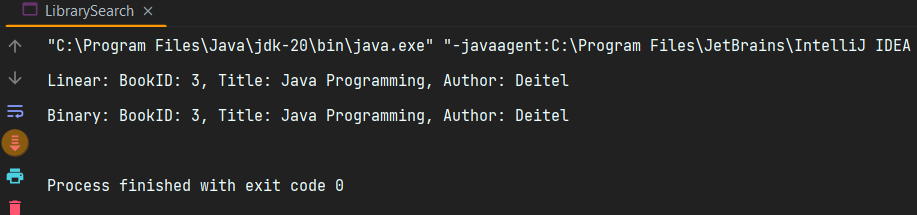 LibrarySearch ×
"C:\Program Files\Java\jdk-20\bin\java.exe" "-javaagent:C:\Program Files\JetBrains\IntelliJ IDEA
Linear: BookID: 3, Title: Java Programming, Author: Deitel
Binary: BookID: 3, Title: Java Programming, Author: Deitel
Process finished with exit code 0